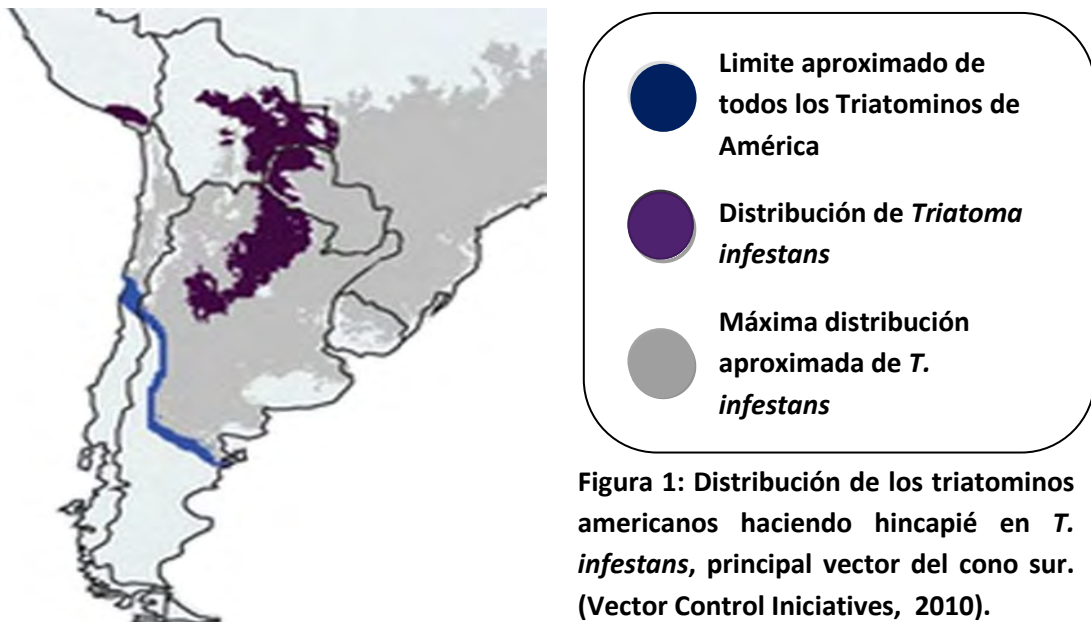 Limite aproximado de
todos los Triatominos de
América
Distribución de Triatoma
infestans
Máxima distribución
aproximada de T.
infestans
Figura 1: Distribución de los triatominos
americanos haciendo hincapié en T.
infestans, principal vector del cono sur.
(Vector Control Iniciatives, 2010).